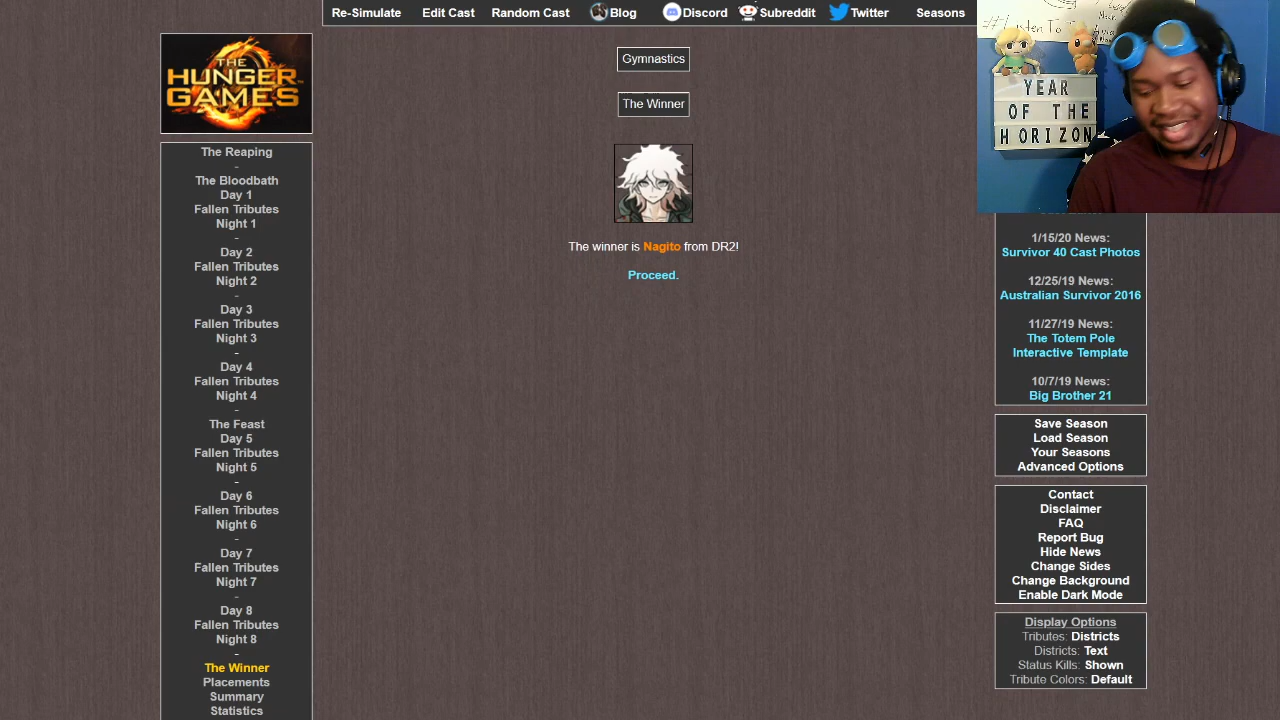 Re-Simulate
Edit Cast
Random Cast
Blog
Discord
Subreddit
Twitter
Seasons
THE
HUNGER
GAMES
The Reaping
-
The Bloodbath
Day 1
Fallen Tributes
Night 1
-
Day 2
Fallen Tributes
Night 2
-
Day 3
Fallen Tributes
Night 3
-
Day 4
Fallen Tributes
Night 4
-
The Feast
Day 5
Fallen Tributes
Night 5
-
Day 6
Fallen Tributes
Night 6
-
Day 7
Fallen Tributes
Night 7
-
Day 8
Fallen Tributes
Night 8
-
The Winner
Placements
Summary
Statistics
Gymnastics
The Winner
The winner is Nagito from DR2!
Proceed.
YEAR
OF THE
HORIZON
1/15/20 News:
Survivor 40 Cast Photos
12/25/19 News:
Australian Survivor 2016
11/27/19 News:
The Totem Pole
Interactive Template
10/7/19 News:
Big Brother 21
Save Season
Load Season
Your Seasons
Advanced Options
Contact
Disclaimer
FAQ
Report Bug
Hide News
Change Sides
Change Background
Enable Dark Mode
Display Options
Tributes: Districts
Districts: Text
Status Kills: Shown
Tribute Colors: Default